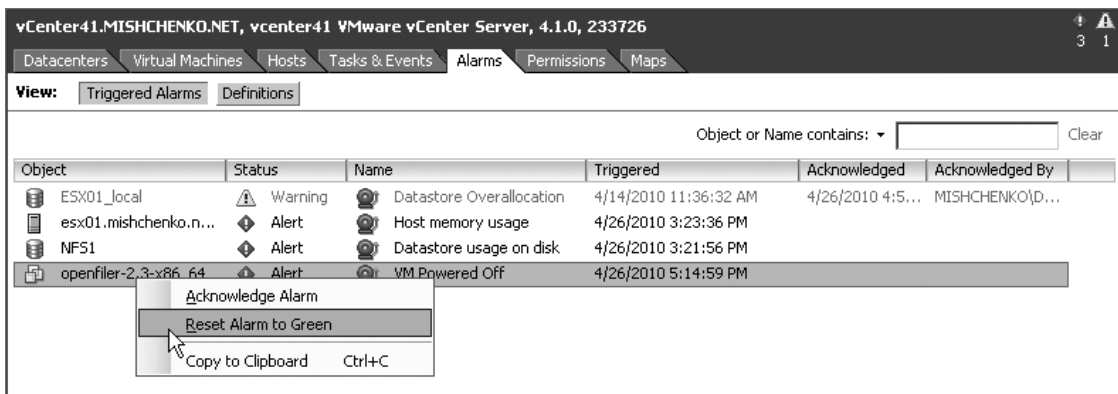 vCenter41.MISHCHENKO.NET, vcenter41 VMware vCenter Server, 4.1.0, 233726
3 1
Datacenters Virtual Machines Hosts Tasks & Events Alarms Permissions Maps
View: Triggered Alarms Definitions
Object or Name contains: Clear
Object Status Name Triggered Acknowledged Acknowledged By
ESX01_local Warning Datastore Overallocation 4/14/2010 11:36:32 AM 4/26/2010 4:5... MISHCHENKO\D...
esx01.mishchenko.n... Alert Host memory usage 4/26/2010 3:23:36 PM
NFS1 Alert Datastore usage on disk 4/26/2010 3:21:56 PM
openfiler-2.3-x86_64 Alert VM Powered Off 4/26/2010 5:14:59 PM
Acknowledge Alarm
Reset Alarm to Green
Copy to Clipboard Ctrl+C